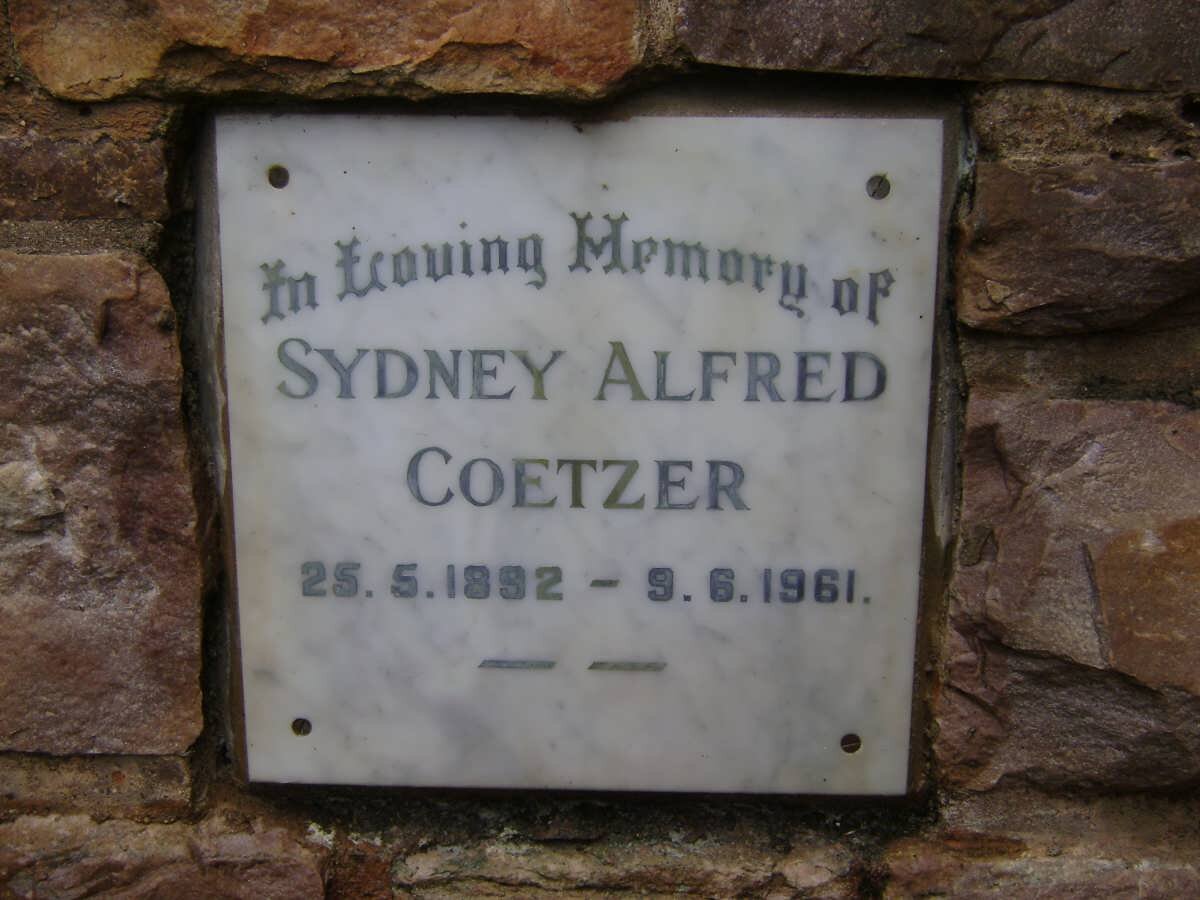 In Loving Memory of
SYDNEY ALFRED
COETZER
25.5.1892 – 9.6.1961.